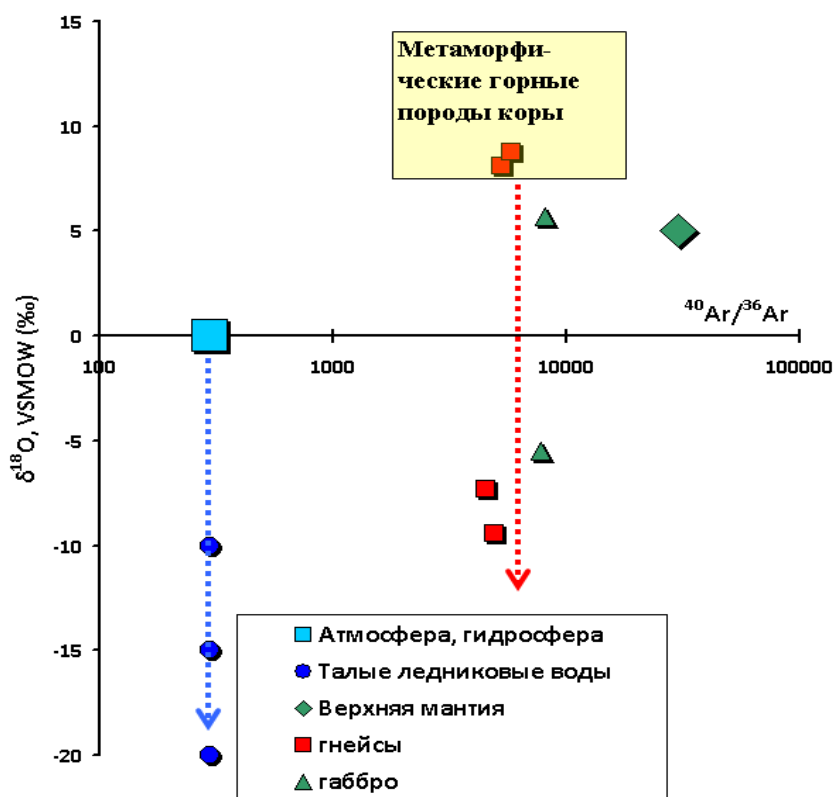 15
Метаморфи-
ческие горные
породы коры
10
5
⁴⁰Ar/³⁶Ar
0
100
1000
10000
100000
δ¹⁸O, VSMOW (‰)
-5
-10
-15
-20
Атмосфера, гидросфера
Талые ледниковые воды
Верхняя мантия
гнейсы
габбро